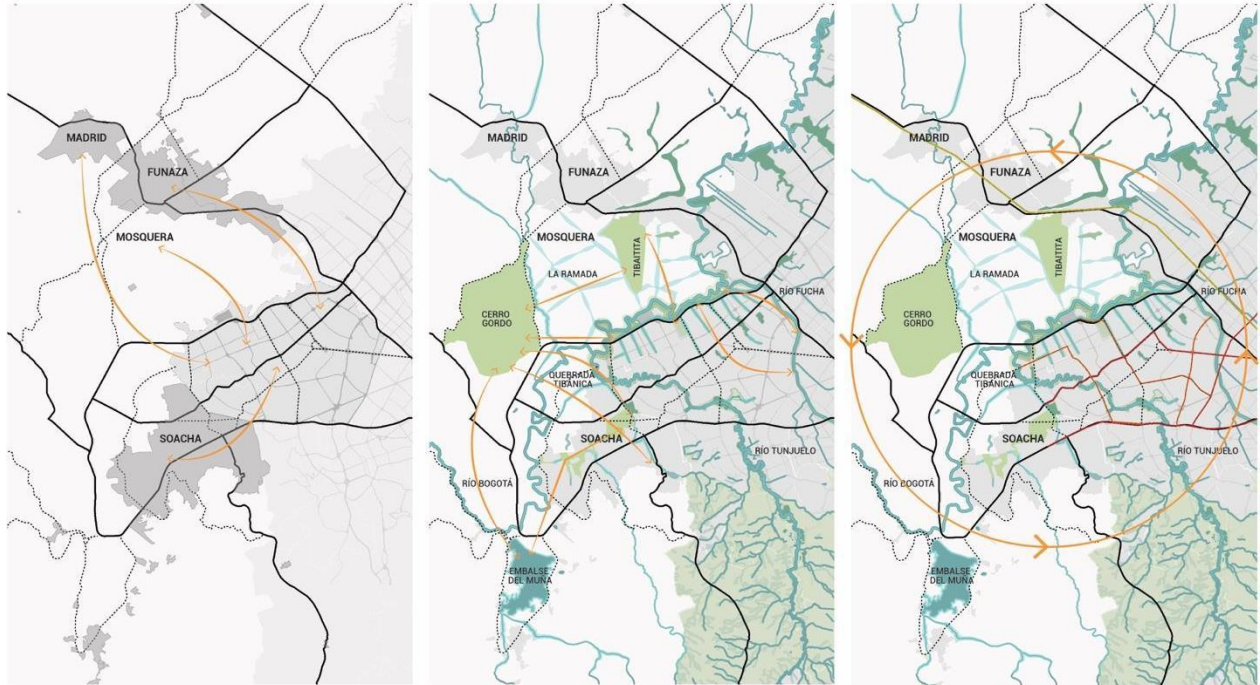 MADRID
FUNAZA
MOSQUERA
SOACHA
MADRID
FUNAZA
MOSQUERA
LA RAMADA
TIBAITITA
RÍO FUCHA
CERRO
GORDO
QUEBRADA
TIBÁNICA
SOACHA
RÍO TUNJUELO
RÍO BOGOTÁ
EMBALSE
DEL MUÑA
MADRID
FUNAZA
MOSQUERA
LA RAMADA
TIBAITITA
RÍO FUCHA
CERRO
GORDO
QUEBRADA
TIBÁNICA
SOACHA
RÍO TUNJUELO
RÍO BOGOTÁ
EMBALSE
DEL MUÑA